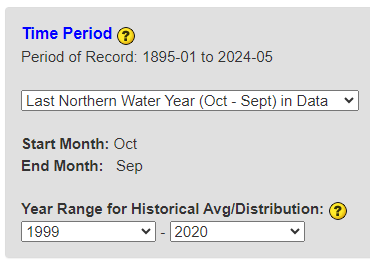 Time Period ?
Period of Record: 1895-01 to 2024-05
Last Northern Water Year (Oct - Sept) in Data
Start Month: Oct
End Month: Sep
Year Range for Historical Avg/Distribution: ?
1999 - 2020